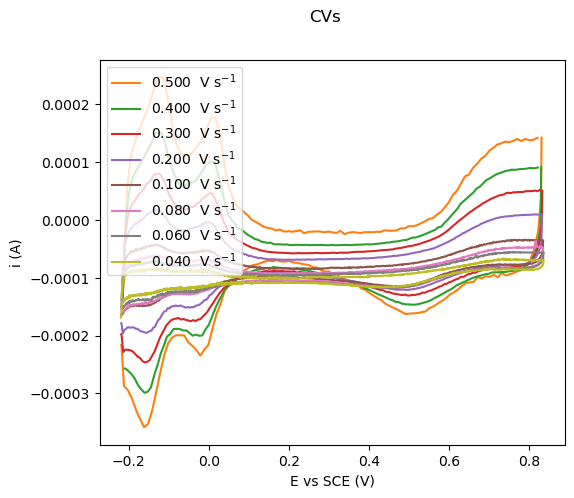 CVs
0.500 V s⁻¹
0.400 V s⁻¹
0.300 V s⁻¹
0.200 V s⁻¹
0.100 V s⁻¹
0.080 V s⁻¹
0.060 V s⁻¹
0.040 V s⁻¹
0.0002
0.0001
0.0000
−0.0001
−0.0002
−0.0003
i (A)
−0.2 0.0 0.2 0.4 0.6 0.8
E vs SCE (V)